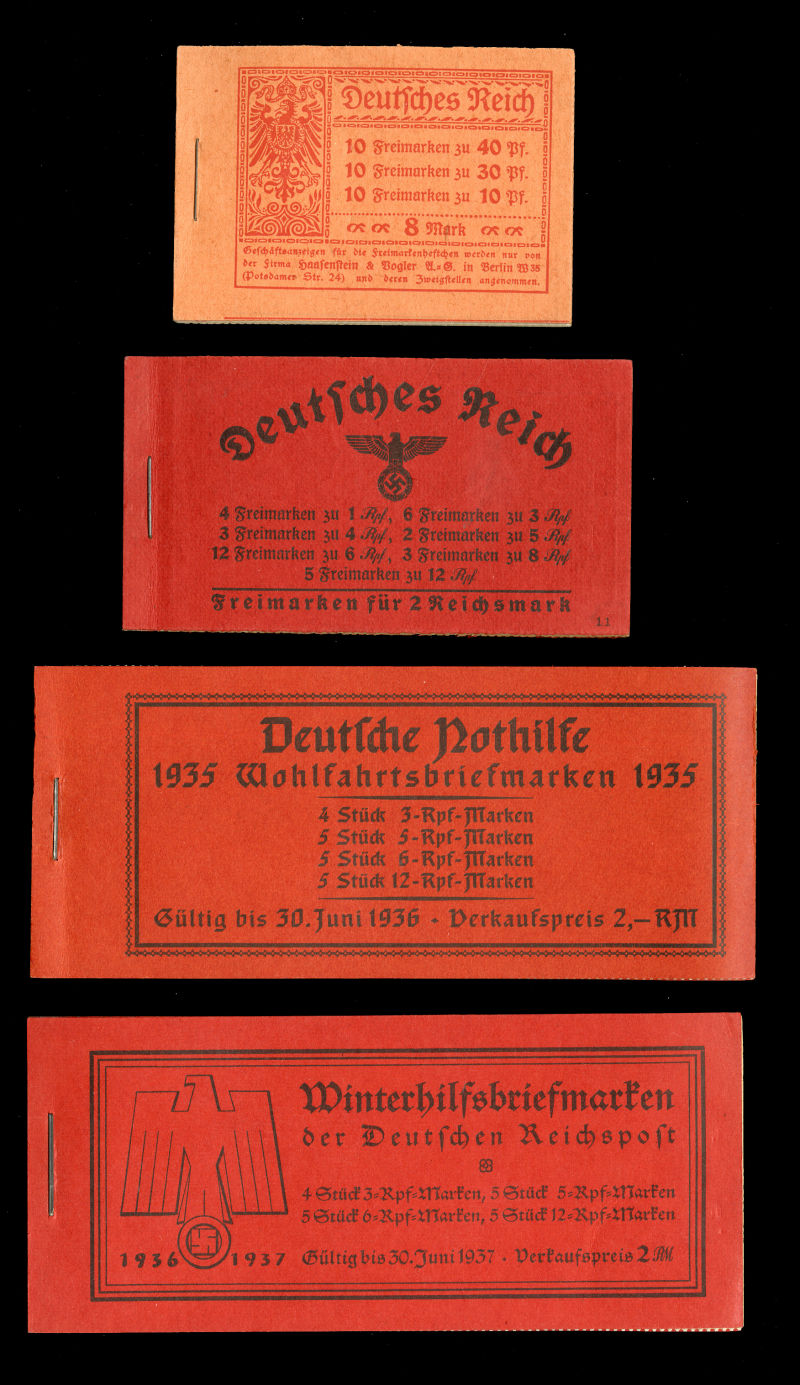 Deutsches Reich
10 Freimarken zu 40 Pf.
10 Freimarken zu 30 Pf.
10 Freimarken zu 10 Pf.
8 Mark
Geschäftsanzeigen für die Freimarkenheftchen werden nur von
der Firma Haasenstein & Vogler A.=G. in Berlin W 35
(Potsdamer Str. 24) und deren Zweigstellen angenommen.
Deutsches Reich
4 Freimarken zu 1 Rpf, 6 Freimarken zu 3 Rpf
3 Freimarken zu 4 Rpf, 2 Freimarken zu 5 Rpf
12 Freimarken zu 6 Rpf, 3 Freimarken zu 8 Rpf
5 Freimarken zu 12 Rpf
Freimarken für 2 Reichsmark
11
Deutsche Nothilfe
1935 Wohlfahrtsbriefmarken 1935
4 Stück 3-Rpf-Marken
5 Stück 5-Rpf-Marken
5 Stück 6-Rpf-Marken
5 Stück 12-Rpf-Marken
Gültig bis 30. Juni 1936 · Verkaufspreis 2,— RM
Winterhilfsbriefmarken
der Deutschen Reichspost
4 Stück 3=Rpf=Marken, 5 Stück 5=Rpf=Marken
5 Stück 6=Rpf=Marken, 5 Stück 12=Rpf=Marken
1936 1937 Gültig bis 30. Juni 1937 · Verkaufspreis 2 RM